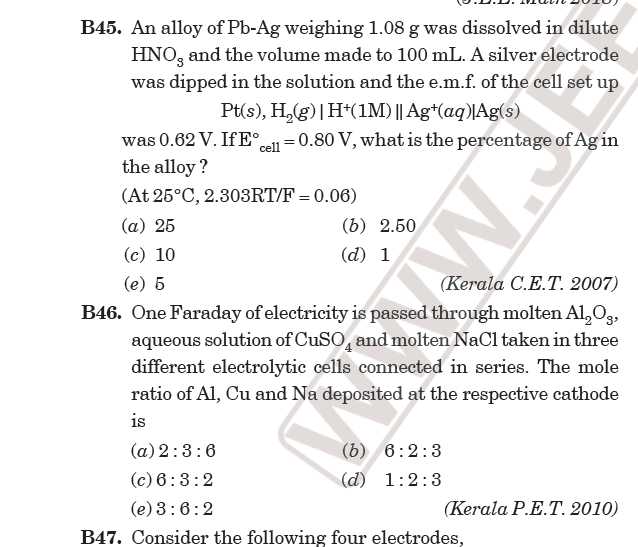 (J.E.E. Main 2013)
B45. An alloy of Pb-Ag weighing 1.08 g was dissolved in dilute
HNO₃ and the volume made to 100 mL. A silver electrode
was dipped in the solution and the e.m.f. of the cell set up
Pt(s), H₂(g) | H⁺(1M) || Ag⁺(aq)|Ag(s)
was 0.62 V. If E°cell = 0.80 V, what is the percentage of Ag in
the alloy ?
(At 25°C, 2.303RT/F = 0.06)
(a) 25 (b) 2.50
(c) 10 (d) 1
(e) 5 (Kerala C.E.T. 2007)
B46. One Faraday of electricity is passed through molten Al₂O₃,
aqueous solution of CuSO₄ and molten NaCl taken in three
different electrolytic cells connected in series. The mole
ratio of Al, Cu and Na deposited at the respective cathode
is
(a) 2 : 3 : 6 (b) 6 : 2 : 3
(c) 6 : 3 : 2 (d) 1 : 2 : 3
(e) 3 : 6 : 2 (Kerala P.E.T. 2010)
B47. Consider the following four electrodes,
WWW.JEE